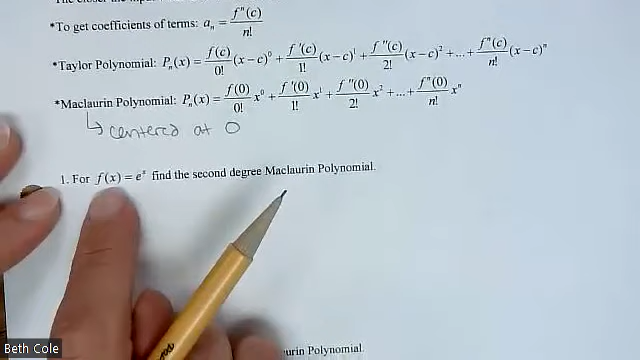 *To get coefficients of terms: aₙ = fⁿ(c)/n!
*Taylor Polynomial: Pₙ(x) = f(c)/0! (x−c)⁰ + f'(c)/1! (x−c)¹ + f''(c)/2! (x−c)² + ... + fⁿ(c)/n! (x−c)ⁿ
*Maclaurin Polynomial: Pₙ(x) = f(0)/0! x⁰ + f'(0)/1! x¹ + f''(0)/2! x² + ... + fⁿ(0)/n! xⁿ
↳ centered at 0
1. For f(x) = eˣ find the second degree Maclaurin Polynomial.
Polynomial.
Beth Cole